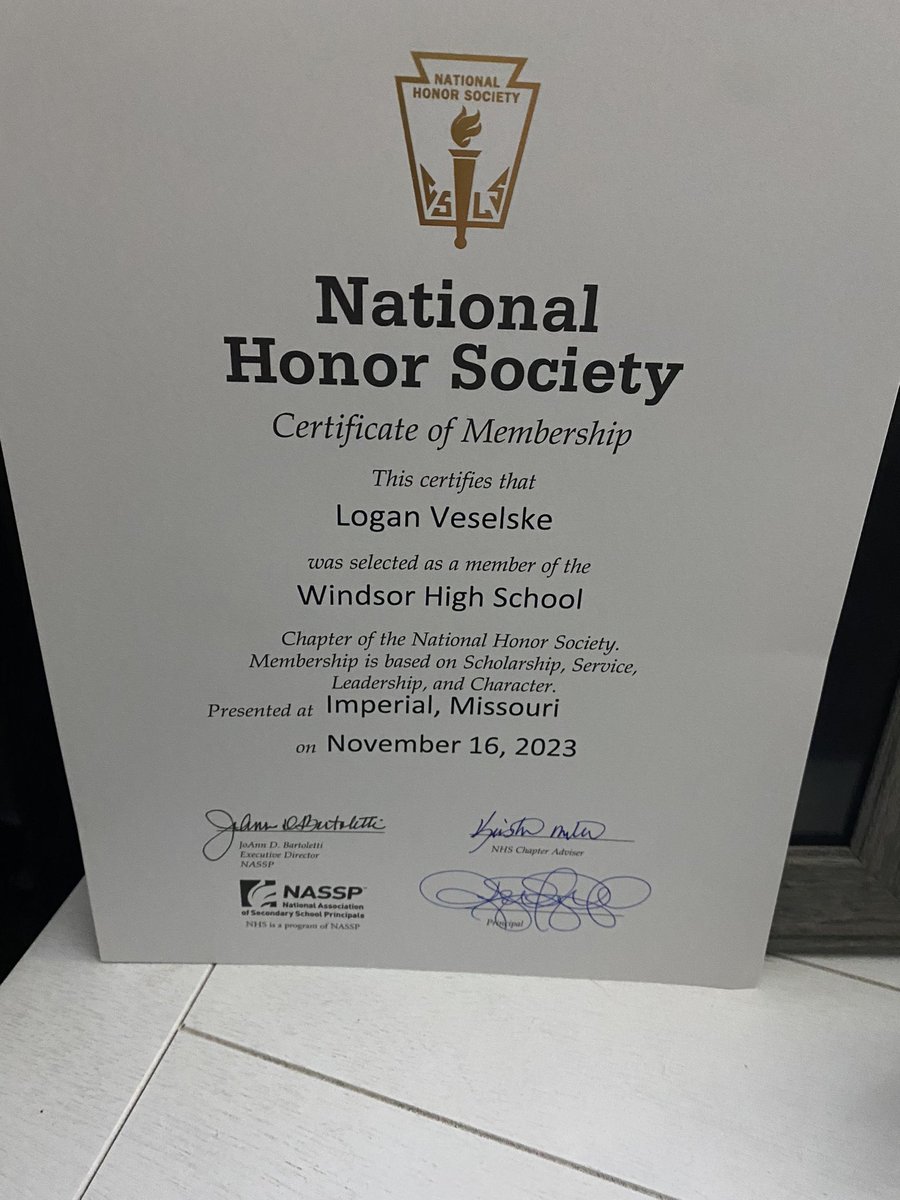 NATIONAL
HONOR SOCIETY
C S L S
National
Honor Society
Certificate of Membership
This certifies that
Logan Veselske
was selected as a member of the
Windsor High School
Chapter of the National Honor Society.
Membership is based on Scholarship, Service,
Leadership, and Character.
Presented at Imperial, Missouri
on November 16, 2023
JoAnn D. Bartoletti
JoAnn D. Bartoletti
Executive Director
NASSP
NHS Chapter Adviser
NASSP™
National Association
of Secondary School Principals
NHS is a program of NASSP
Principal